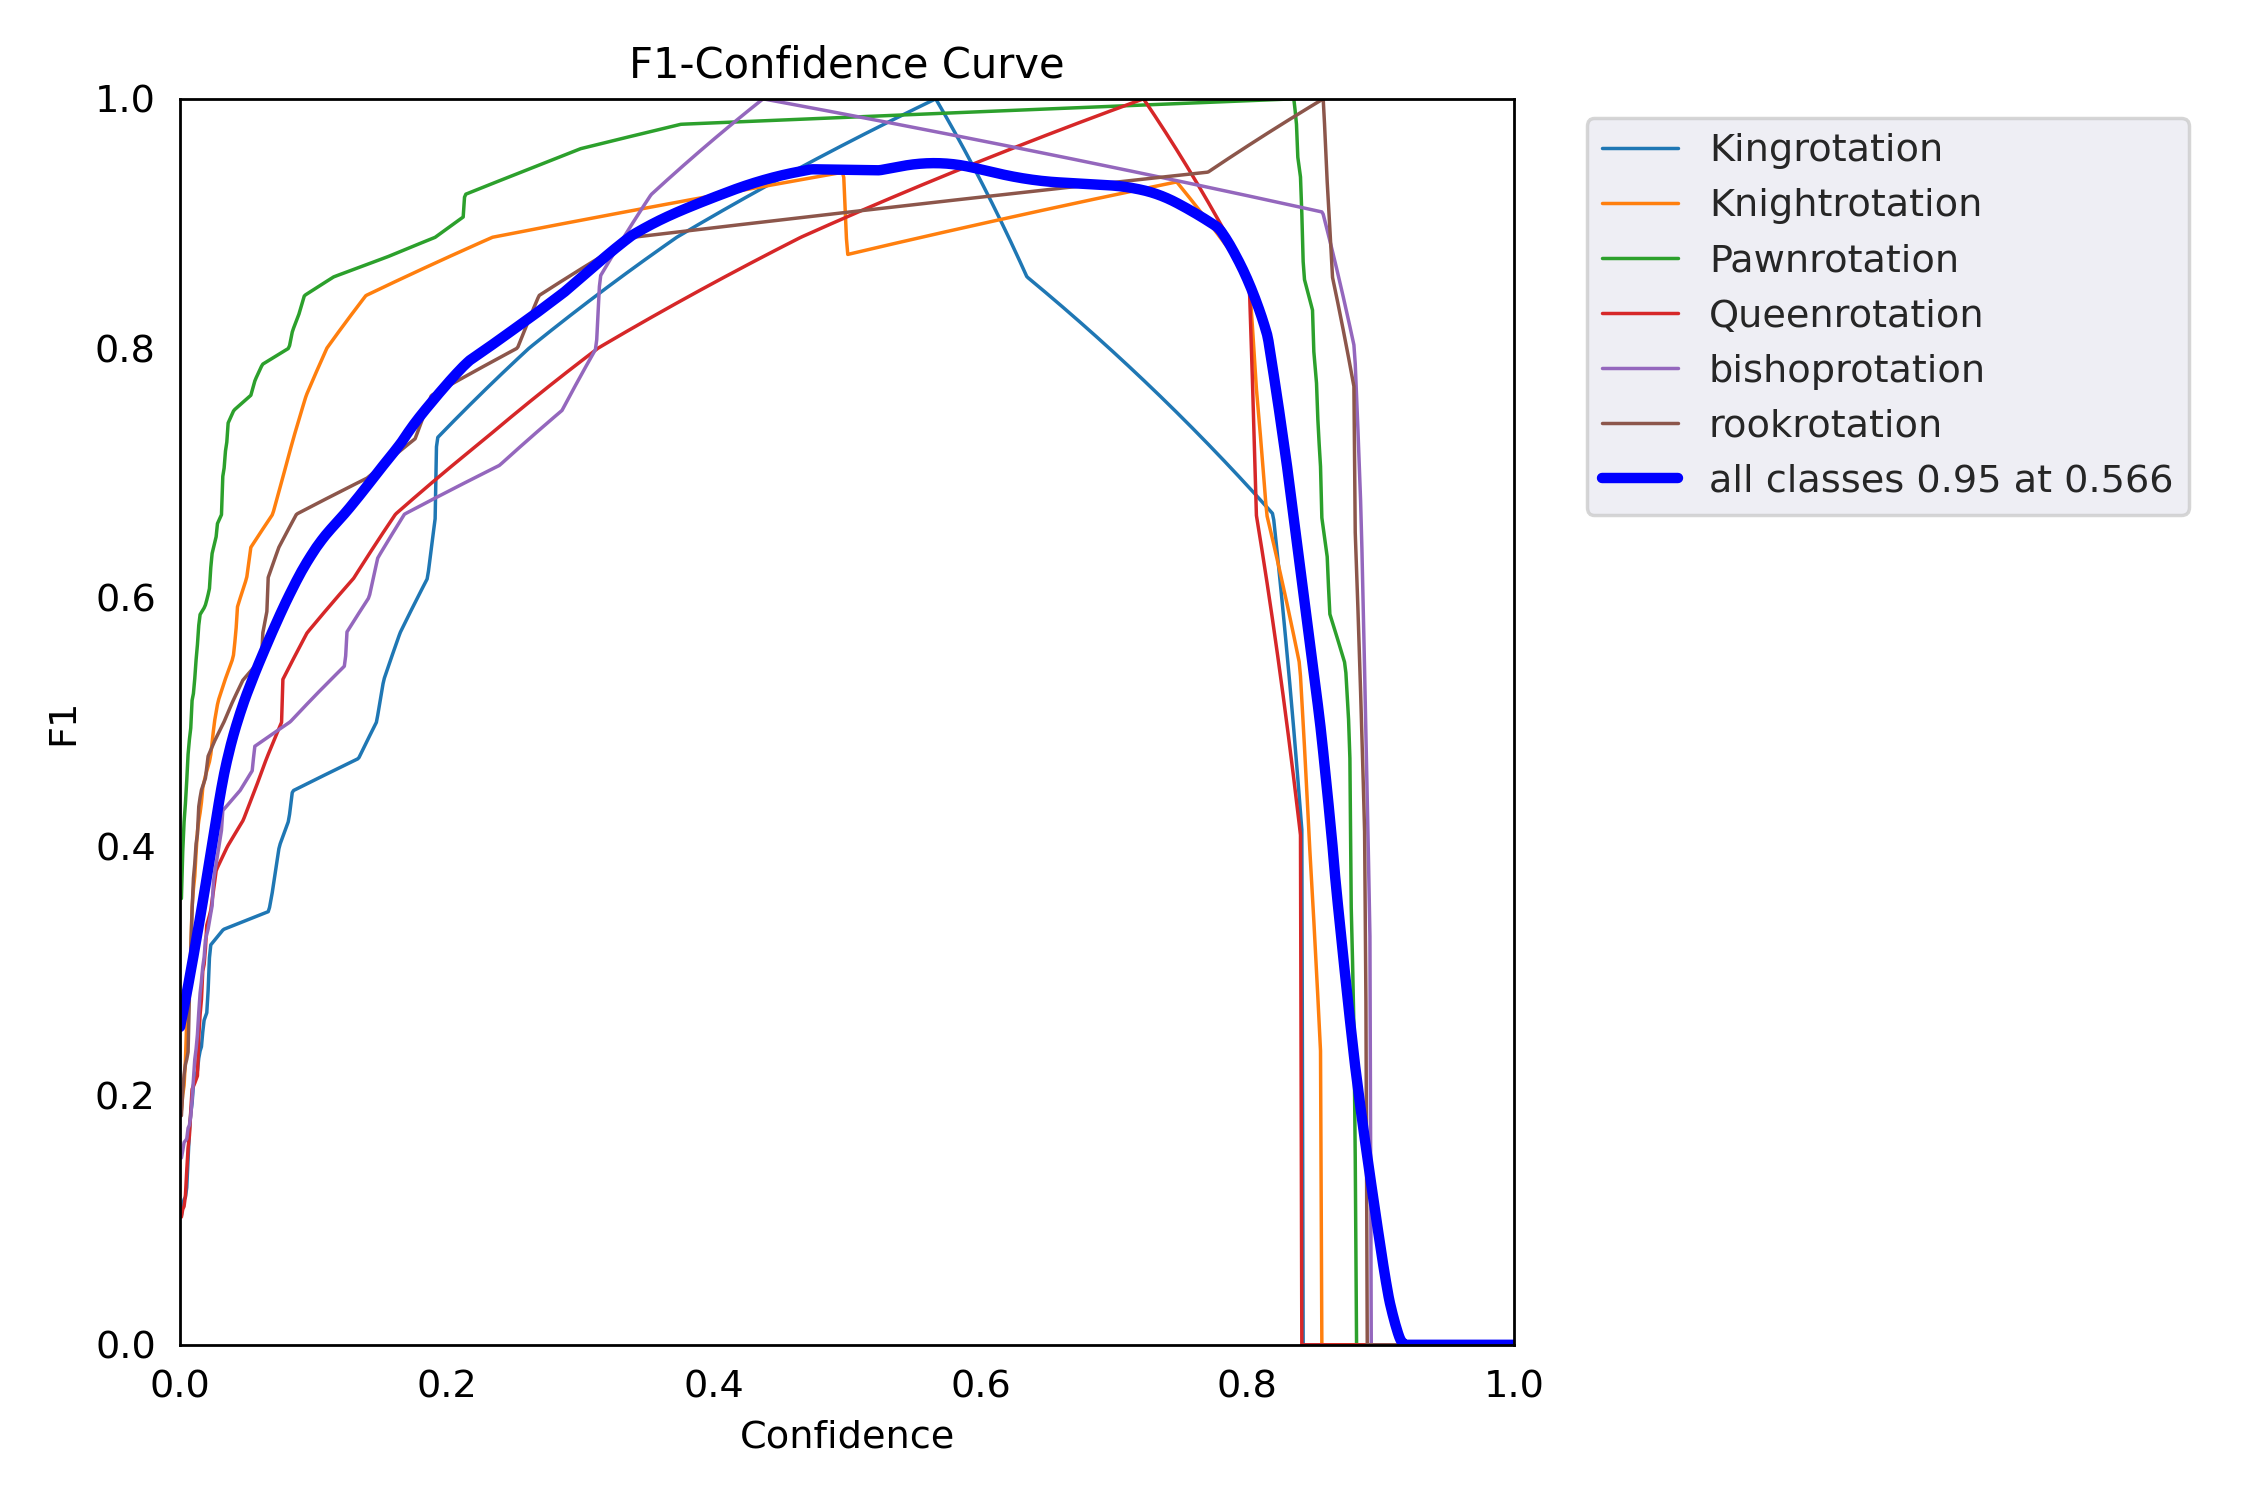 F1-Confidence Curve
1.0
0.8
0.6
0.4
0.2
0.0
F1
0.0 0.2 0.4 0.6 0.8 1.0
Confidence
Kingrotation
Knightrotation
Pawnrotation
Queenrotation
bishoprotation
rookrotation
all classes 0.95 at 0.566